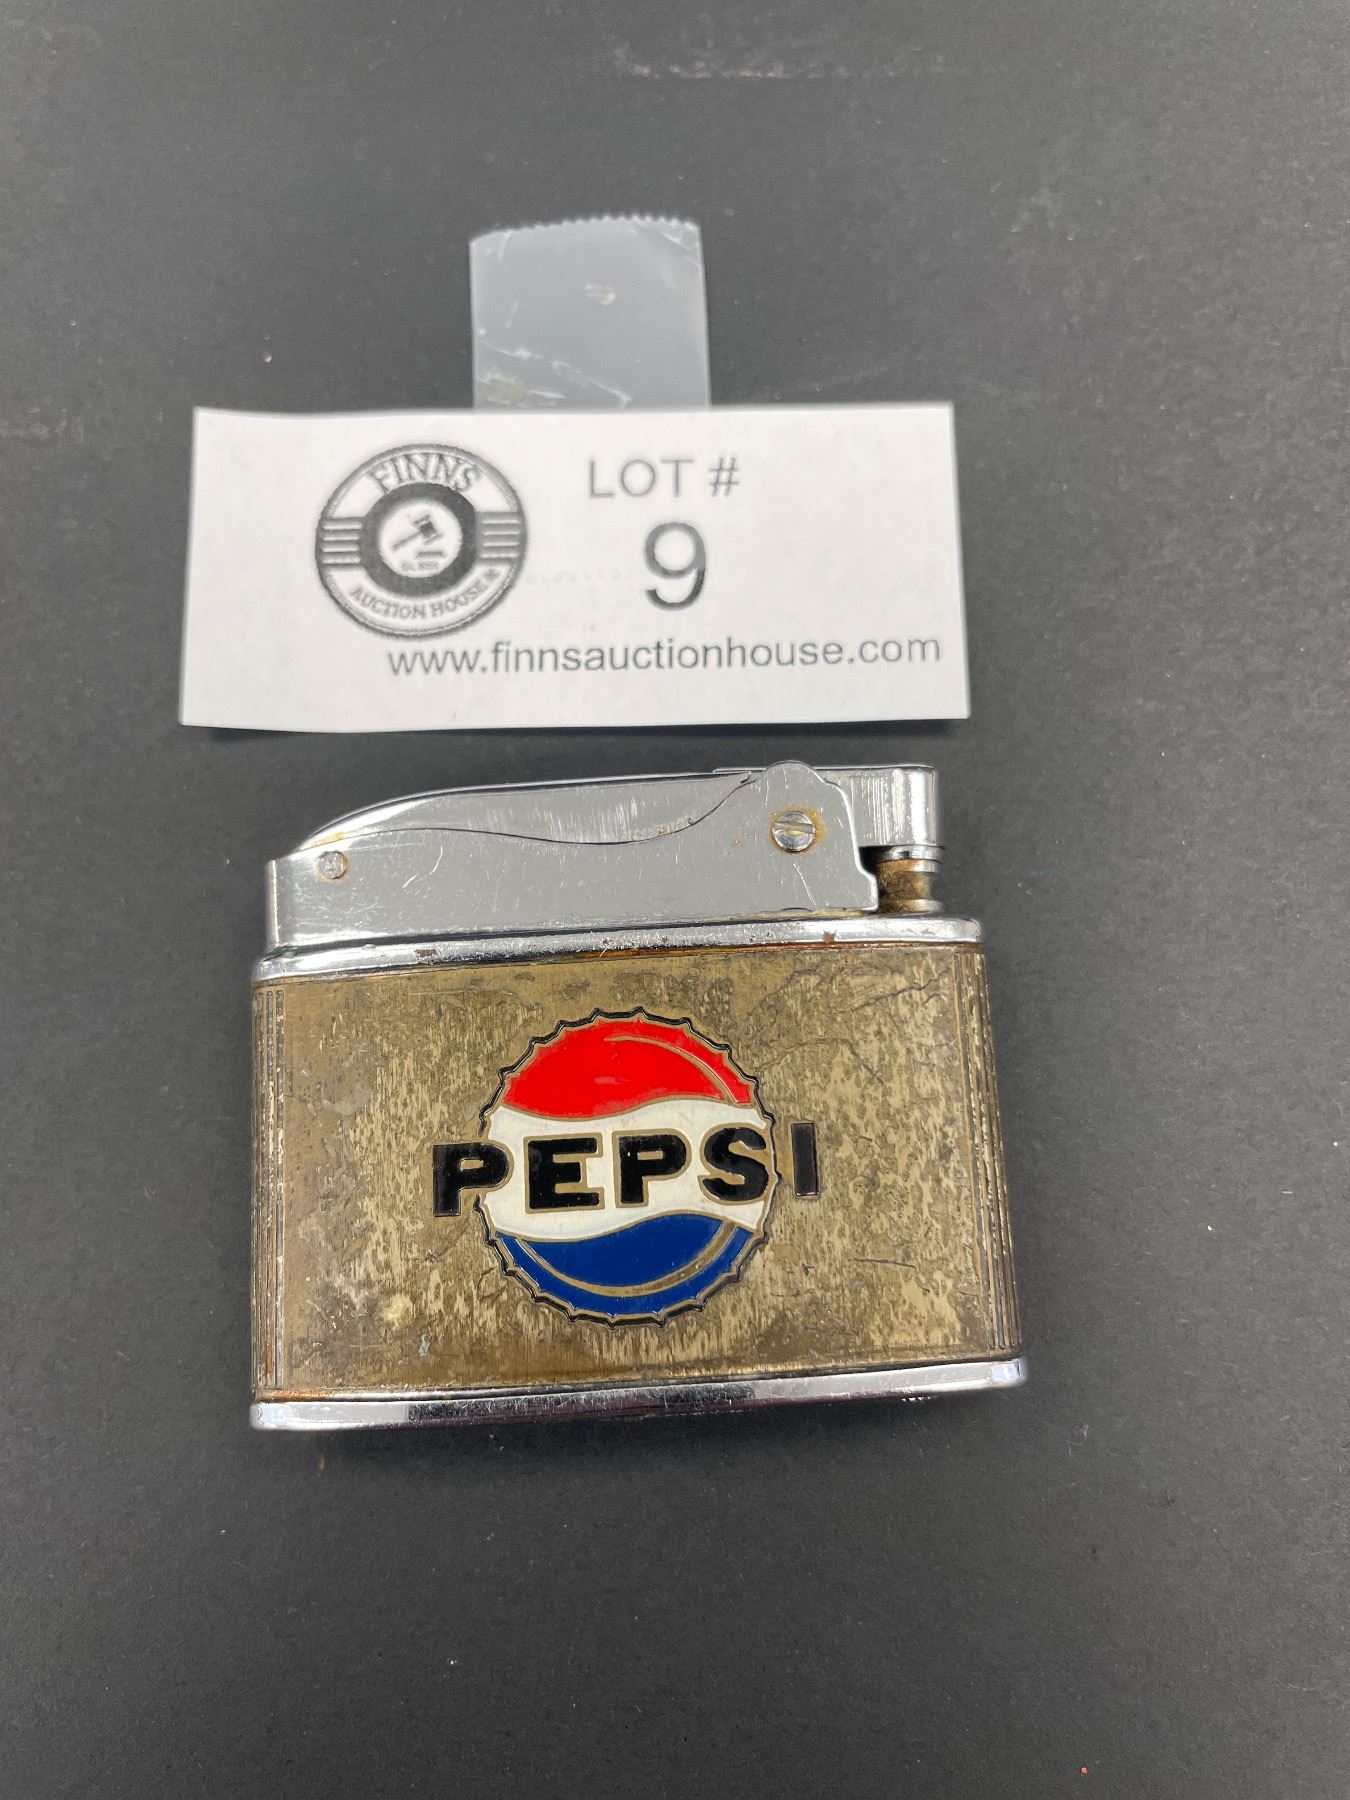 FINNS
AUCTION HOUSE
LOT #
9
www.finnsauctionhouse.com
PEPSI